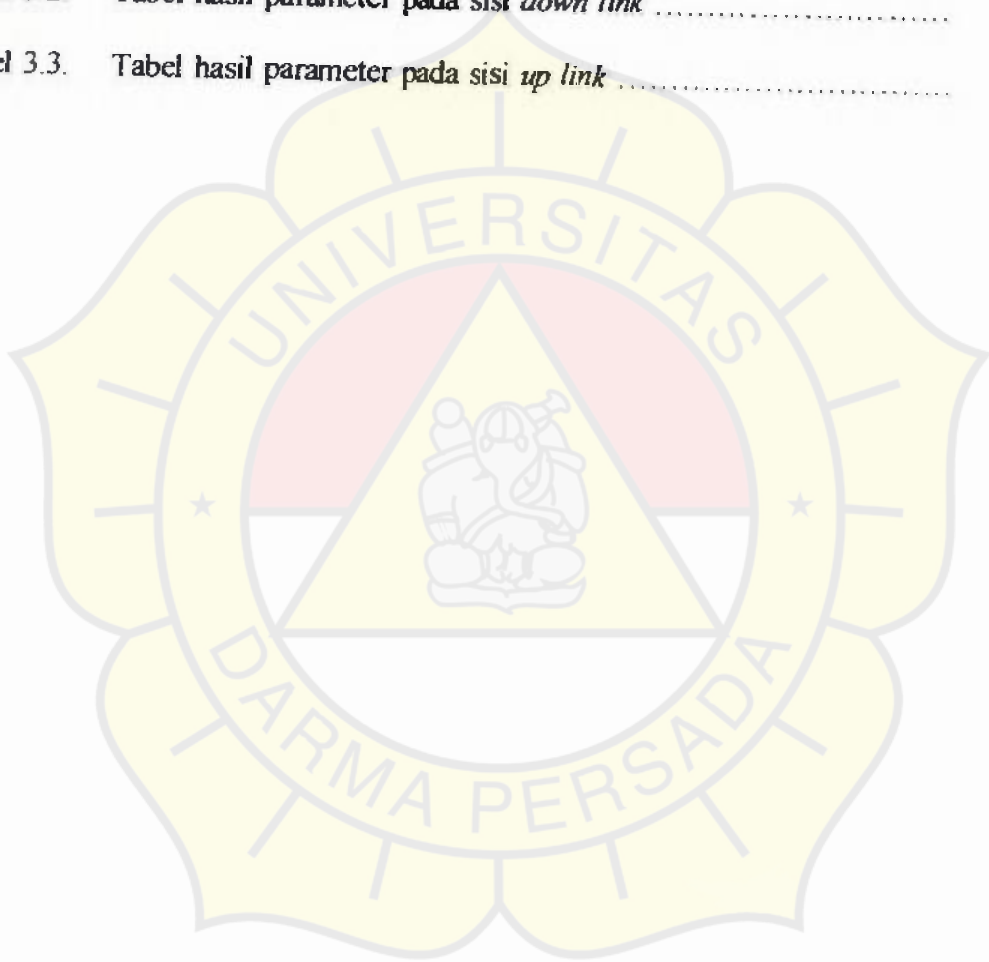 Tabel hasil parameter pada sisi down link ........................................
el 3.3. Tabel hasil parameter pada sisi up link ........................................
UNIVERSITAS
DARMA PERSADA